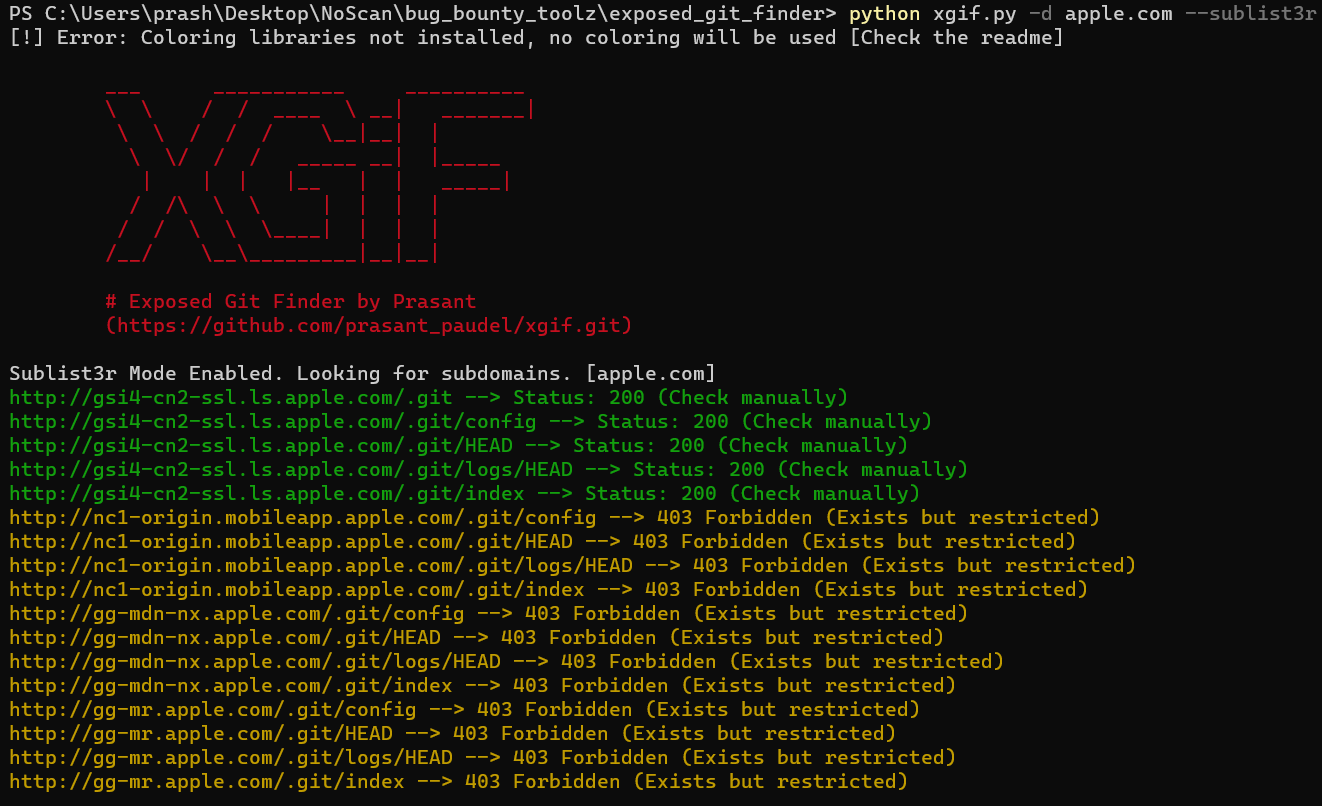 PS C:\Users\prash\Desktop\NoScan\bug_bounty_toolz\exposed_git_finder> python xgif.py -d apple.com --sublist3r
[!] Error: Coloring libraries not installed, no coloring will be used [Check the readme]
XGiF
# Exposed Git Finder by Prasant
(https://github.com/prasant_paudel/xgif.git)
Sublist3r Mode Enabled. Looking for subdomains. [apple.com]
http://gsi4-cn2-ssl.ls.apple.com/.git --> Status: 200 (Check manually)
http://gsi4-cn2-ssl.ls.apple.com/.git/config --> Status: 200 (Check manually)
http://gsi4-cn2-ssl.ls.apple.com/.git/HEAD --> Status: 200 (Check manually)
http://gsi4-cn2-ssl.ls.apple.com/.git/logs/HEAD --> Status: 200 (Check manually)
http://gsi4-cn2-ssl.ls.apple.com/.git/index --> Status: 200 (Check manually)
http://nc1-origin.mobileapp.apple.com/.git/config --> 403 Forbidden (Exists but restricted)
http://nc1-origin.mobileapp.apple.com/.git/HEAD --> 403 Forbidden (Exists but restricted)
http://nc1-origin.mobileapp.apple.com/.git/logs/HEAD --> 403 Forbidden (Exists but restricted)
http://nc1-origin.mobileapp.apple.com/.git/index --> 403 Forbidden (Exists but restricted)
http://gg-mdn-nx.apple.com/.git/config --> 403 Forbidden (Exists but restricted)
http://gg-mdn-nx.apple.com/.git/HEAD --> 403 Forbidden (Exists but restricted)
http://gg-mdn-nx.apple.com/.git/logs/HEAD --> 403 Forbidden (Exists but restricted)
http://gg-mdn-nx.apple.com/.git/index --> 403 Forbidden (Exists but restricted)
http://gg-mr.apple.com/.git/config --> 403 Forbidden (Exists but restricted)
http://gg-mr.apple.com/.git/HEAD --> 403 Forbidden (Exists but restricted)
http://gg-mr.apple.com/.git/logs/HEAD --> 403 Forbidden (Exists but restricted)
http://gg-mr.apple.com/.git/index --> 403 Forbidden (Exists but restricted)